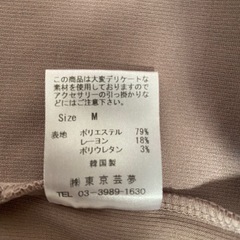 この商品は大変デリケートな
素材を使用しておりますので
アクセサリーの引っ掛かりな
どにはご注意下さい。
Size M
表地 ポリエステル 79%
レーヨン 18%
ポリウレタン 3%
韓国製
(株)東京芸夢
TEL 03-3989-1630